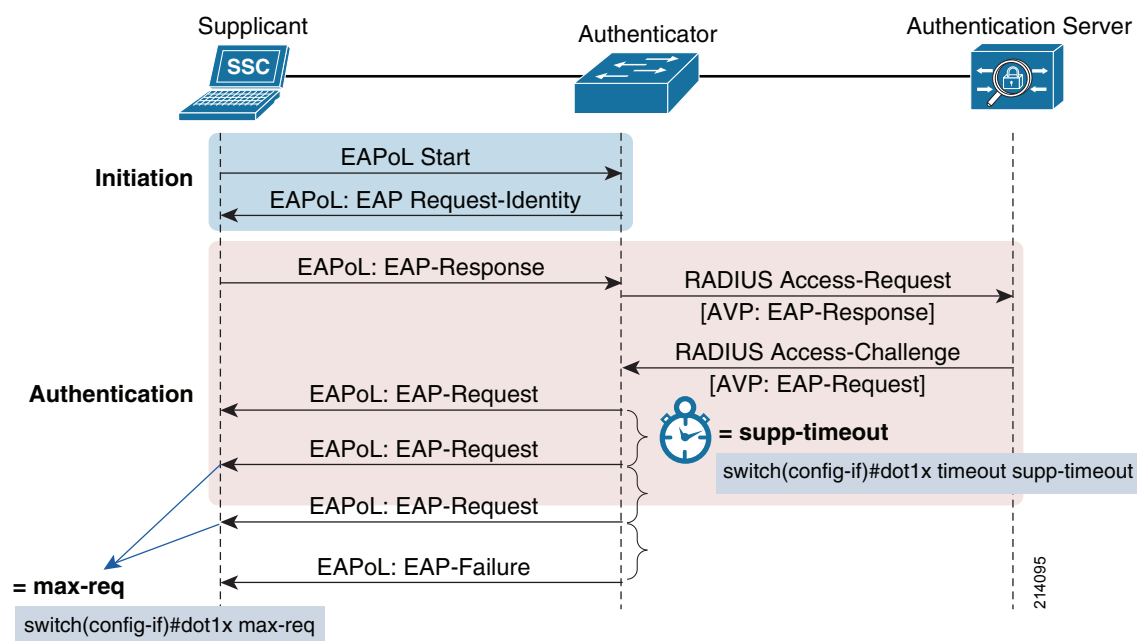 Supplicant
Authenticator
Authentication Server
SSC
Initiation
EAPoL Start
EAPoL: EAP Request-Identity
EAPoL: EAP-Response
RADIUS Access-Request
[AVP: EAP-Response]
RADIUS Access-Challenge
[AVP: EAP-Request]
Authentication
EAPoL: EAP-Request
= supp-timeout
EAPoL: EAP-Request
switch(config-if)#dot1x timeout supp-timeout
EAPoL: EAP-Request
EAPoL: EAP-Failure
= max-req
switch(config-if)#dot1x max-req
214095